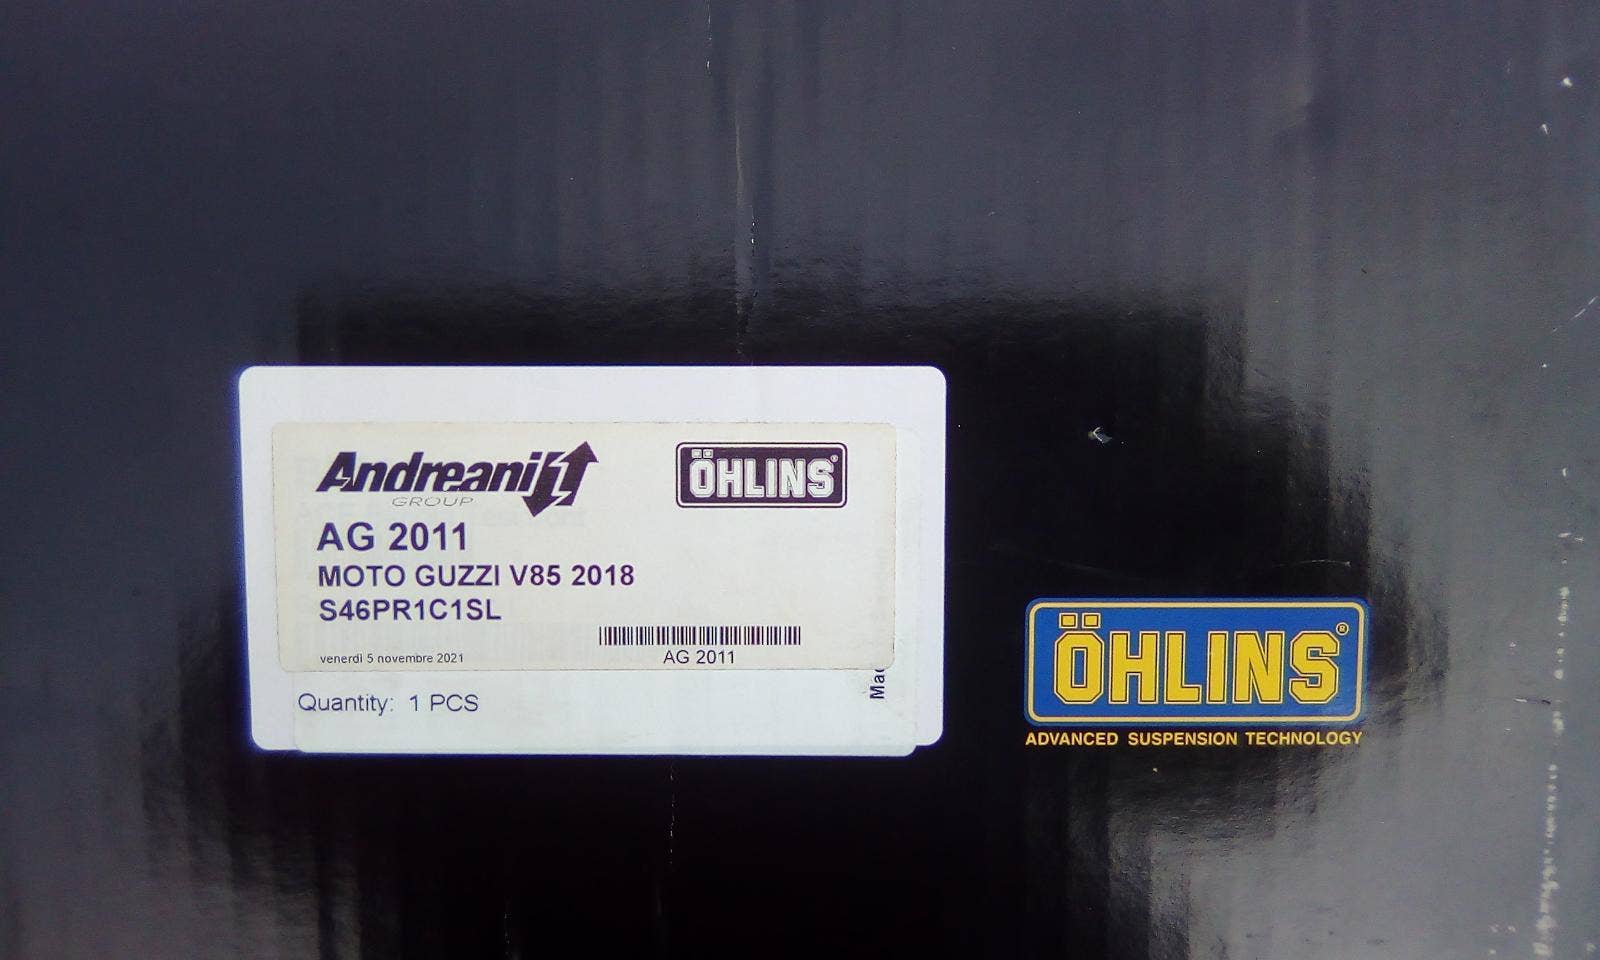 Andreani
GROUP
ÖHLINS®
AG 2011
MOTO GUZZI V85 2018
S46PR1C1SL
venerdì 5 novembre 2021
AG 2011
Quantity: 1 PCS
ÖHLINS®
ADVANCED SUSPENSION TECHNOLOGY